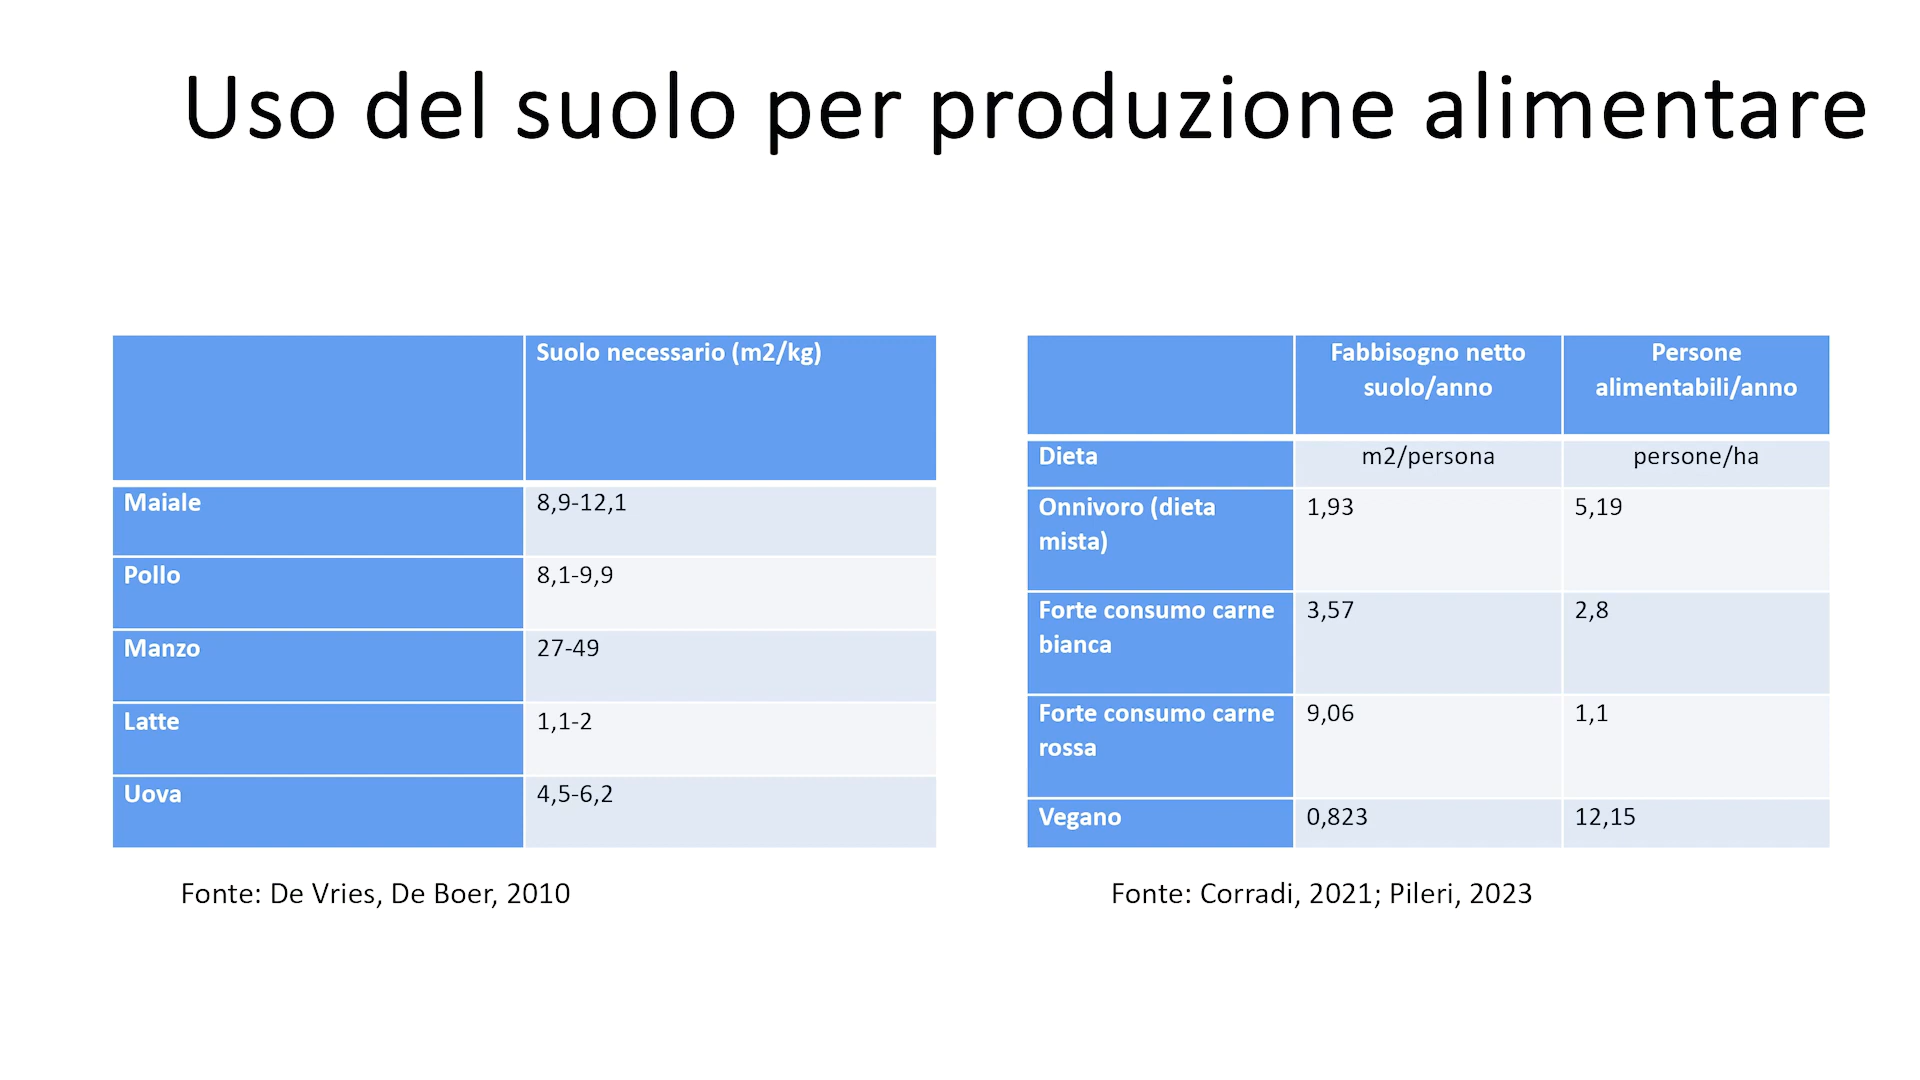 Uso del suolo per produzione alimentare
Suolo necessario (m2/kg)
Maiale 8,9-12,1
Pollo 8,1-9,9
Manzo 27-49
Latte 1,1-2
Uova 4,5-6,2
Fonte: De Vries, De Boer, 2010
Fabbisogno netto
suolo/anno
Persone
alimentabili/anno
Dieta m2/persona persone/ha
Onnivoro (dieta
mista)
1,93 5,19
Forte consumo carne
bianca
3,57 2,8
Forte consumo carne
rossa
9,06 1,1
Vegano 0,823 12,15
Fonte: Corradi, 2021; Pileri, 2023